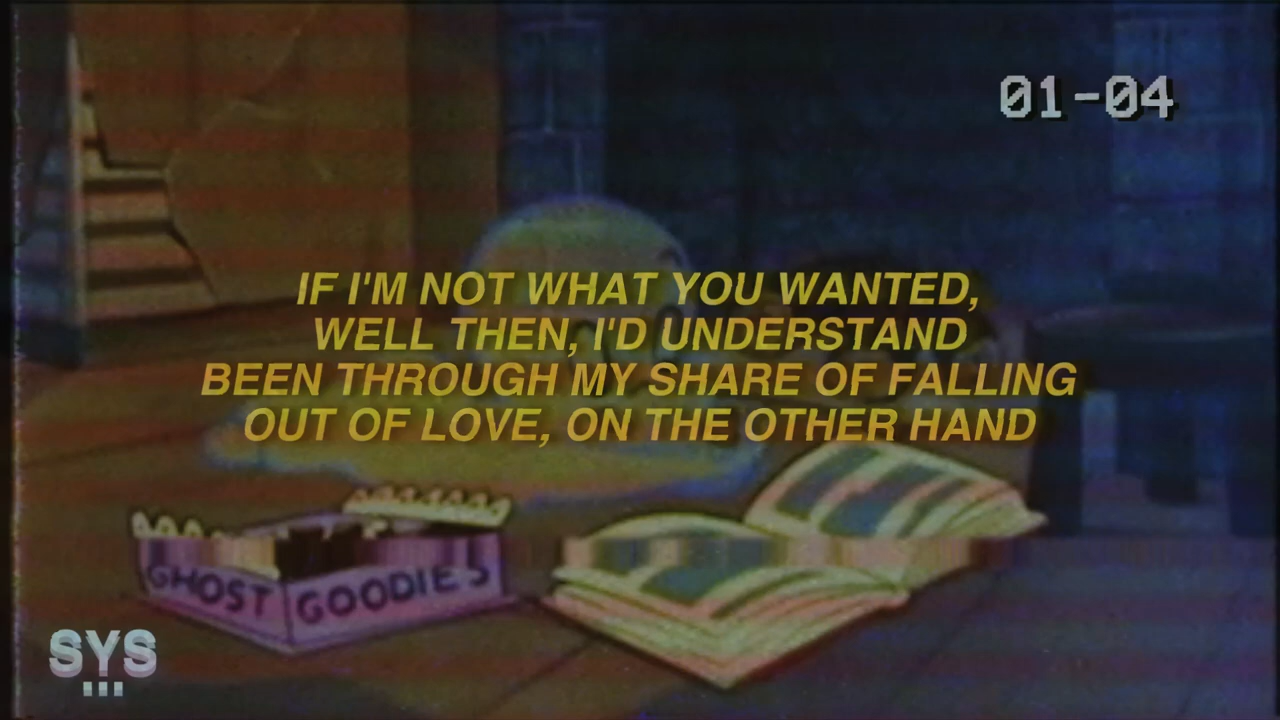 01-04
IF I'M NOT WHAT YOU WANTED,
WELL THEN, I'D UNDERSTAND
BEEN THROUGH MY SHARE OF FALLING
OUT OF LOVE, ON THE OTHER HAND
GHOST GOODIES
SYS